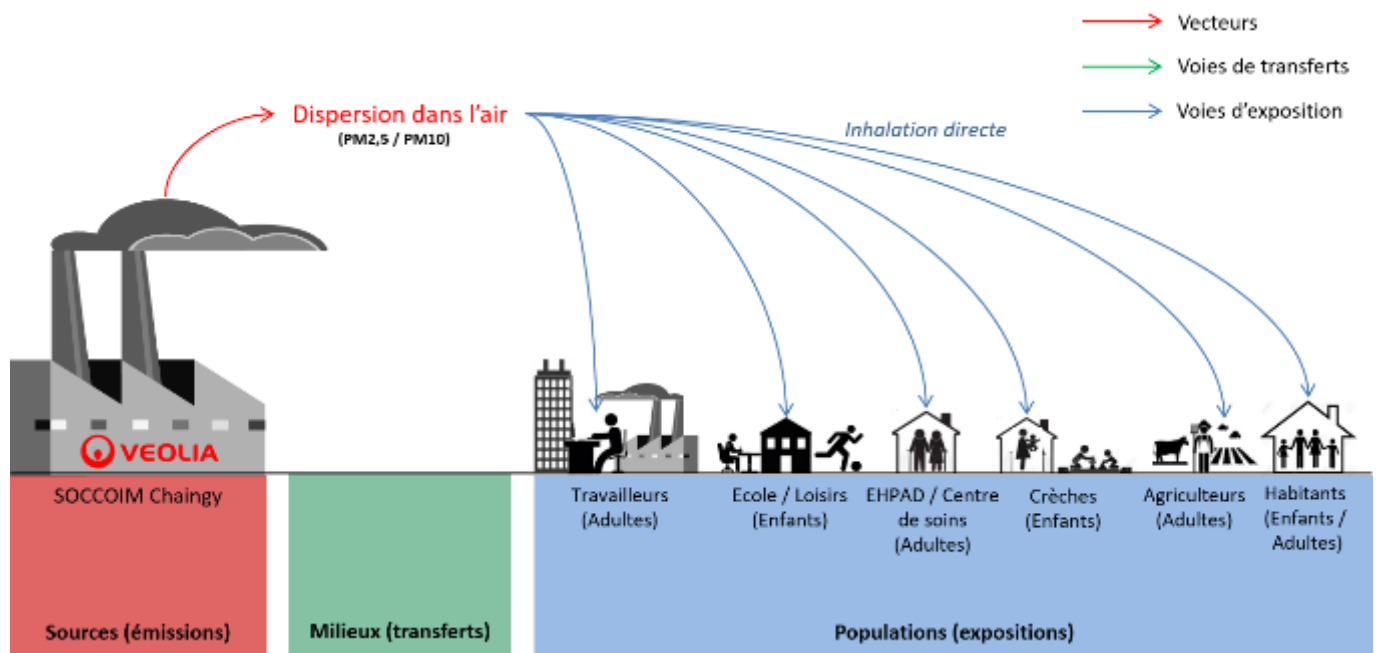 Vecteurs
Voies de transferts
Voies d'exposition
Dispersion dans l'air
(PM2,5 / PM10)
Inhalation directe
VEOLIA
SOCCOIM Chaingy
Travailleurs
(Adultes)
Ecole / Loisirs
(Enfants)
EHPAD / Centre
de soins
(Adultes)
Crèches
(Enfants)
Agriculteurs
(Adultes)
Habitants
(Enfants /
Adultes)
Sources (émissions)
Milieux (transferts)
Populations (expositions)